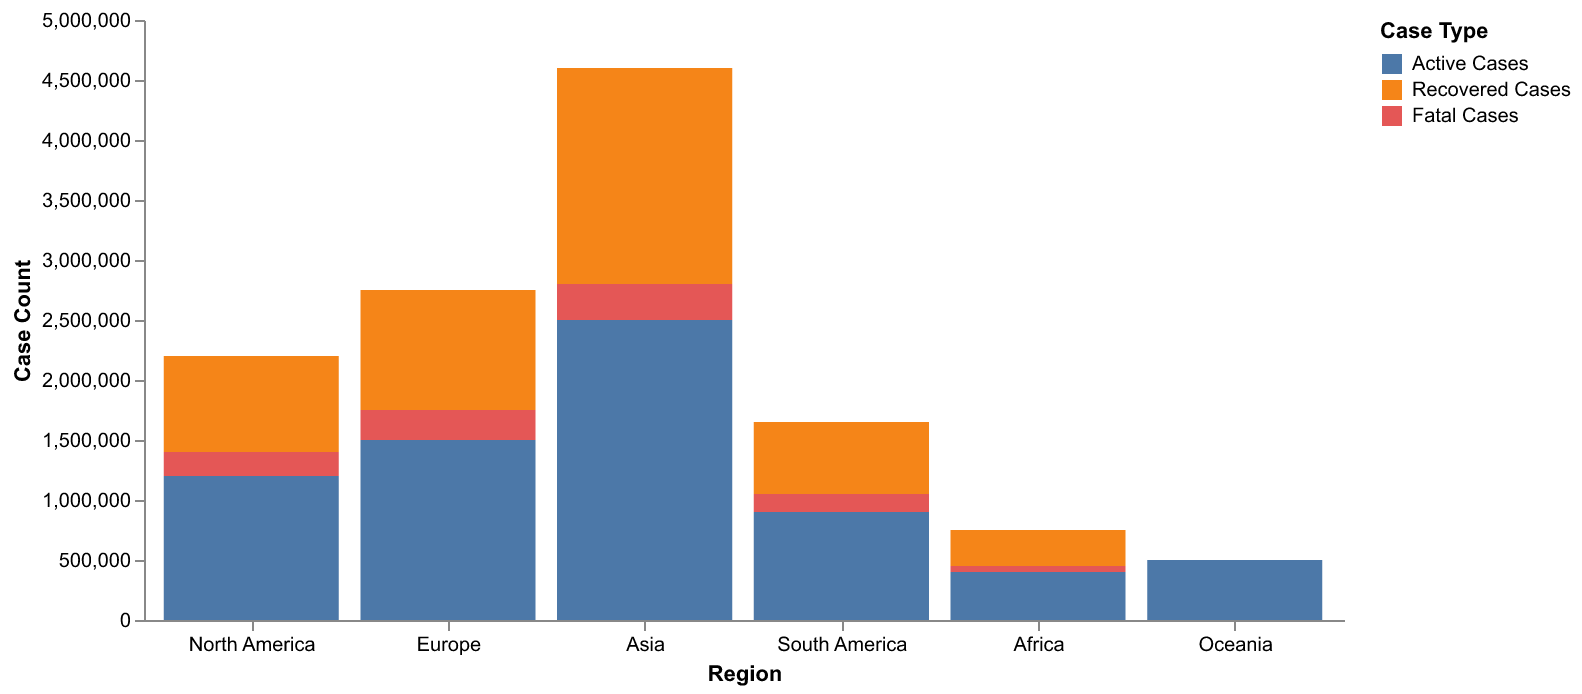 5,000,000
4,500,000
4,000,000
3,500,000
3,000,000
2,500,000
2,000,000
1,500,000
1,000,000
500,000
0
Case Count
North America
Europe
Asia
South America
Africa
Oceania
Region
Case Type
Active Cases
Recovered Cases
Fatal Cases